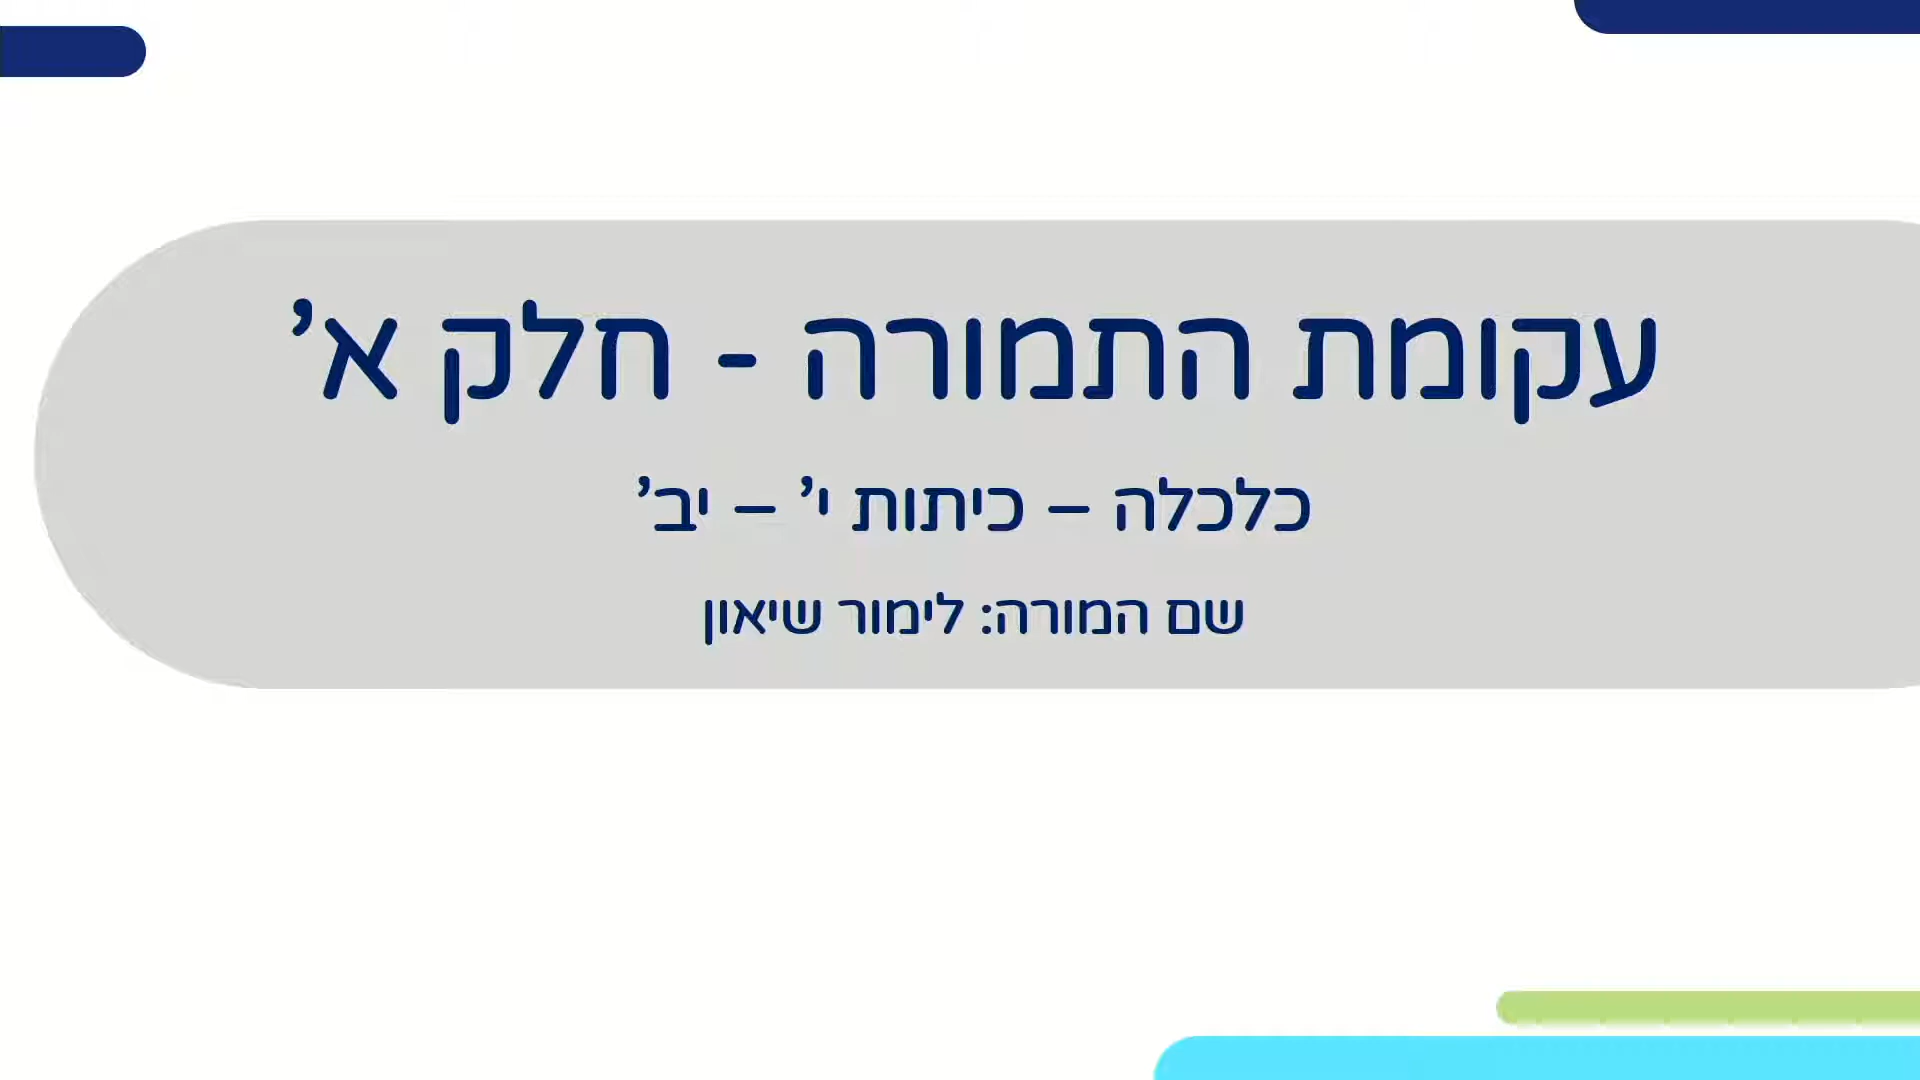 עקומת התמורה - חלק א’
כלכלה – כיתות י’ – יב’
שם המורה: לימור שיאון